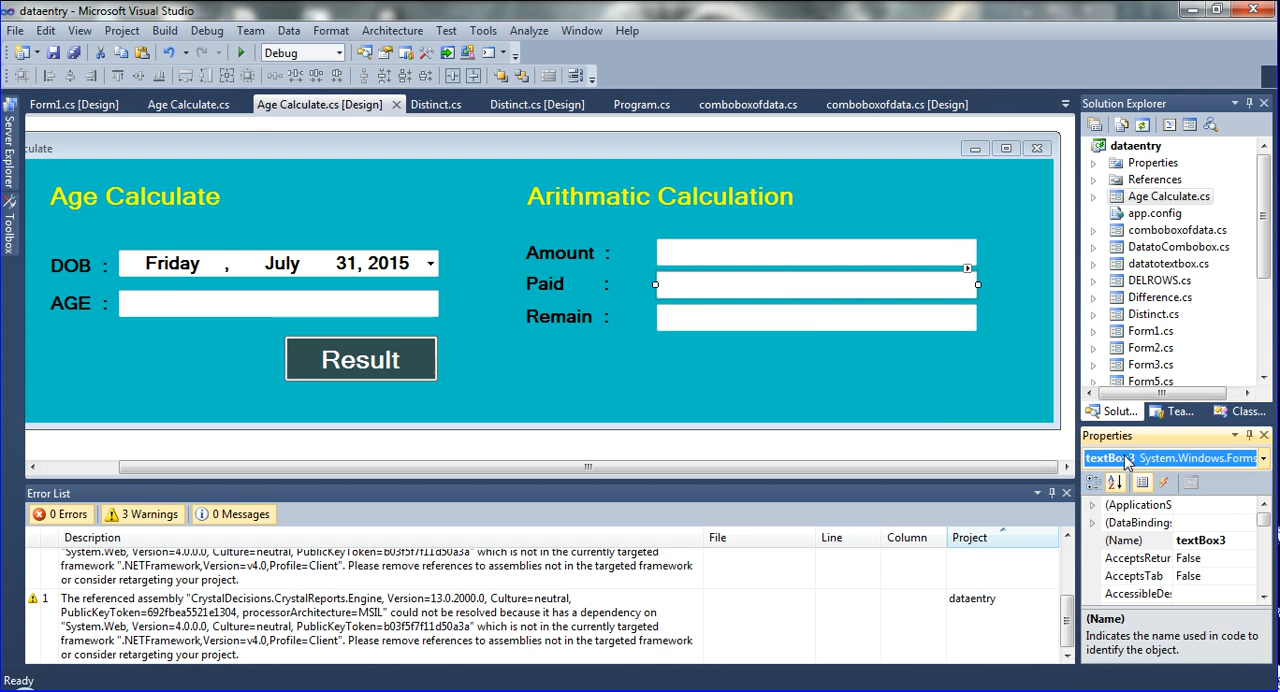 dataentry - Microsoft Visual Studio
File Edit View Project Build Debug Team Data Format Architecture Test Tools Analyze Window Help
Debug
Form1.cs [Design] Age Calculate.cs Age Calculate.cs [Design] Distinct.cs Distinct.cs [Design] Program.cs comboboxofdata.cs comboboxofdata.cs [Design]
Server Explorer
Toolbox
culate
Age Calculate
Arithmatic Calculation
DOB :
Friday , July 31, 2015
AGE :
Result
Amount :
Paid :
Remain :
Solution Explorer
dataentry
Properties
References
Age Calculate.cs
app.config
comboboxofdata.cs
DatatoCombobox.cs
datatotextbox.cs
DELROWS.cs
Difference.cs
Distinct.cs
Form1.cs
Form2.cs
Form3.cs
Form5.cs
Solut... Tea... Class...
Properties
textBox3 System.Windows.Forms
(ApplicationS
(DataBindings
(Name) textBox3
AcceptsRetur False
AcceptsTab False
AccessibleDes
(Name)
Indicates the name used in code to
identify the object.
Error List
0 Errors 3 Warnings 0 Messages
Description File Line Column Project
"System.Web, Version=4.0.0.0, Culture=neutral, PublicKeyToken=b03f5f7f11d50a3a" which is not in the currently targeted
framework ".NETFramework,Version=v4.0,Profile=Client". Please remove references to assemblies not in the targeted framework
or consider retargeting your project.
1 The referenced assembly "CrystalDecisions.CrystalReports.Engine, Version=13.0.2000.0, Culture=neutral, dataentry
PublicKeyToken=692fbea5521e1304, processorArchitecture=MSIL" could not be resolved because it has a dependency on
"System.Web, Version=4.0.0.0, Culture=neutral, PublicKeyToken=b03f5f7f11d50a3a" which is not in the currently targeted
framework ".NETFramework,Version=v4.0,Profile=Client". Please remove references to assemblies not in the targeted framework
or consider retargeting your project.
Ready